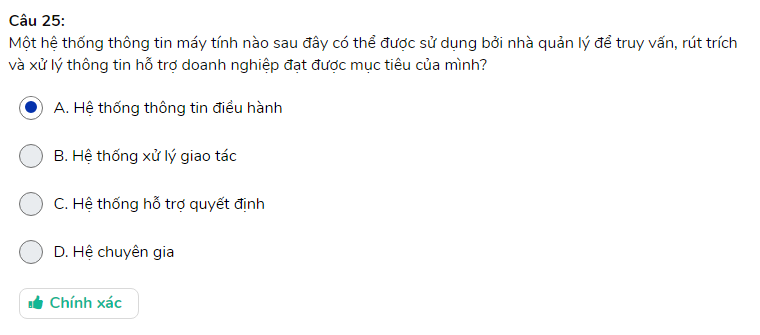 Câu 25:
Một hệ thống thông tin máy tính nào sau đây có thể được sử dụng bởi nhà quản lý để truy vấn, rút trích
và xử lý thông tin hỗ trợ doanh nghiệp đạt được mục tiêu của mình?
A. Hệ thống thông tin điều hành
B. Hệ thống xử lý giao tác
C. Hệ thống hỗ trợ quyết định
D. Hệ chuyên gia
Chính xác